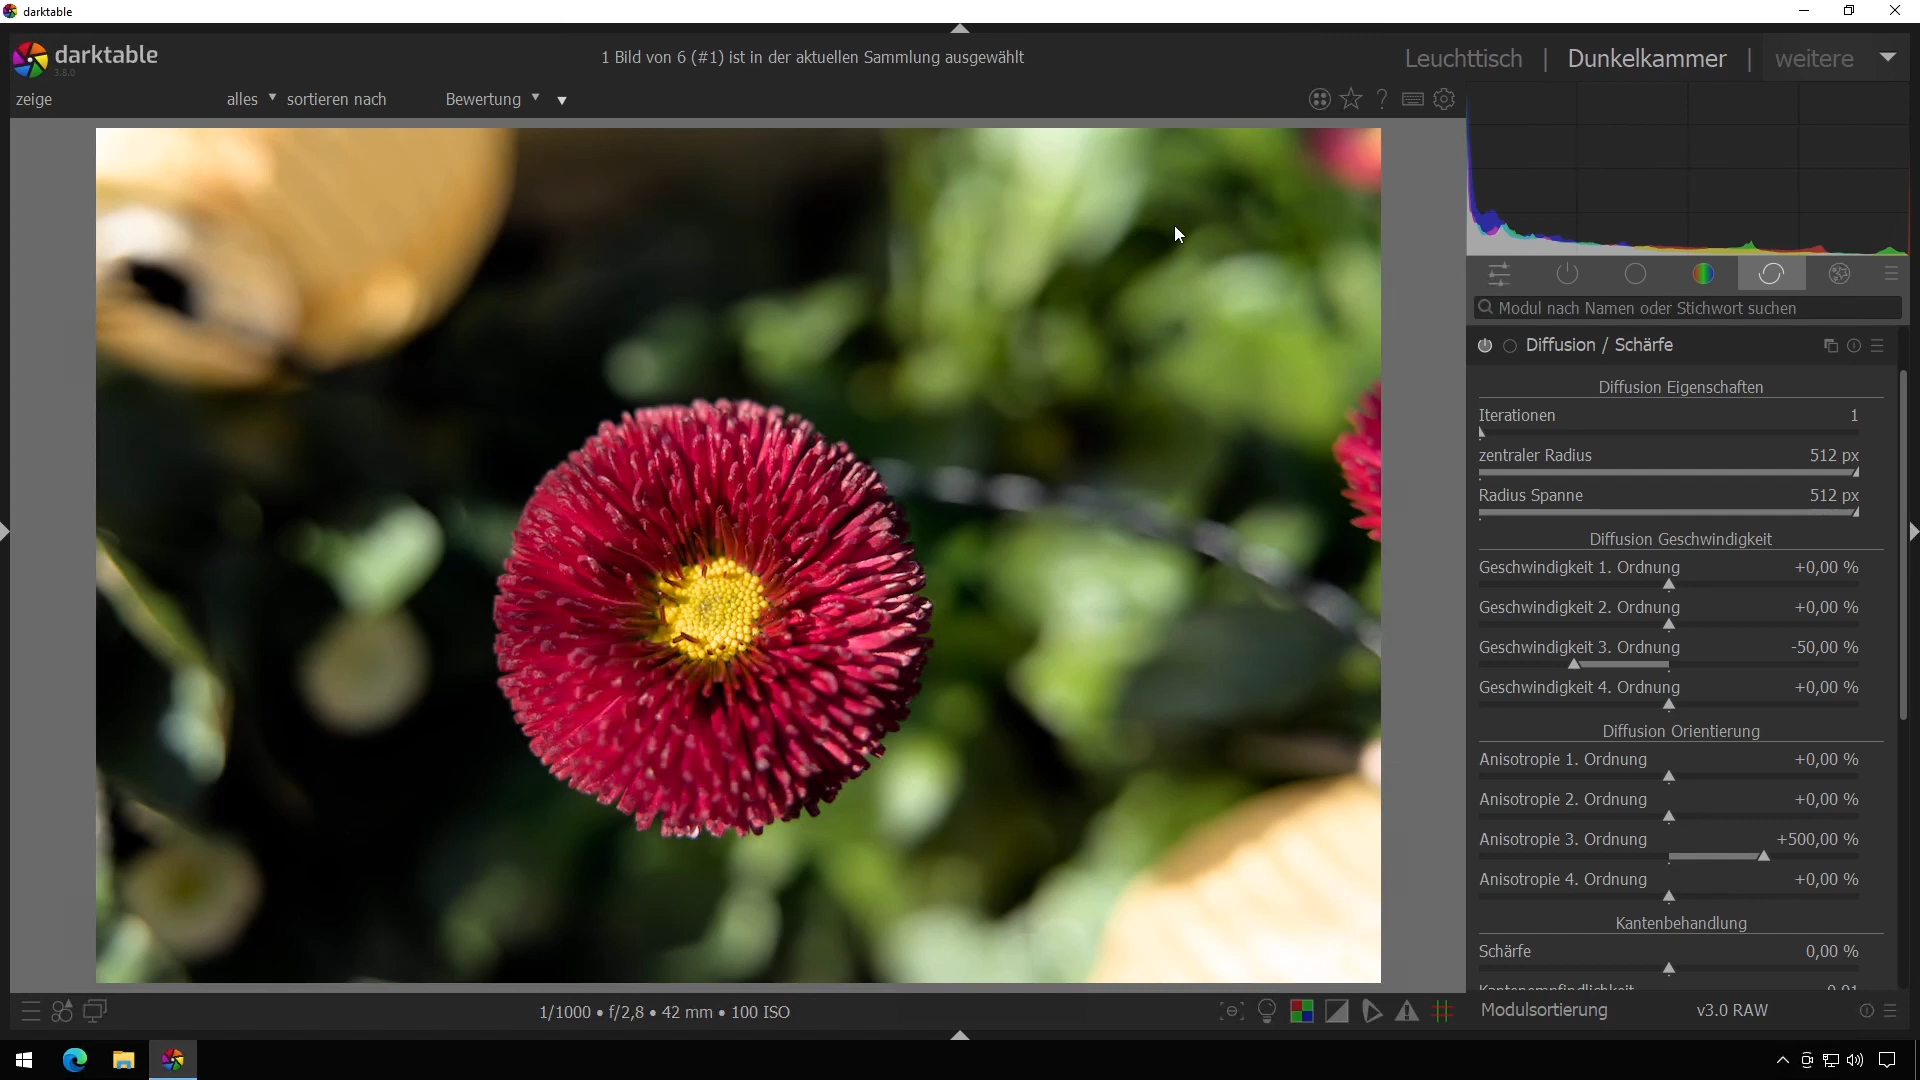 darktable
darktable
3.8.0
1 Bild von 6 (#1) ist in der aktuellen Sammlung ausgewählt
Leuchttisch | Dunkelkammer | weitere
zeige alles sortieren nach Bewertung
?
Modul nach Namen oder Stichwort suchen
Diffusion / Schärfe
Diffusion Eigenschaften
Iterationen 1
zentraler Radius 512 px
Radius Spanne 512 px
Diffusion Geschwindigkeit
Geschwindigkeit 1. Ordnung +0,00 %
Geschwindigkeit 2. Ordnung +0,00 %
Geschwindigkeit 3. Ordnung -50,00 %
Geschwindigkeit 4. Ordnung +0,00 %
Diffusion Orientierung
Anisotropie 1. Ordnung +0,00 %
Anisotropie 2. Ordnung +0,00 %
Anisotropie 3. Ordnung +500,00 %
Anisotropie 4. Ordnung +0,00 %
Kantenbehandlung
Schärfe 0,00 %
1/1000 • f/2,8 • 42 mm • 100 ISO
Modulsortierung v3.0 RAW